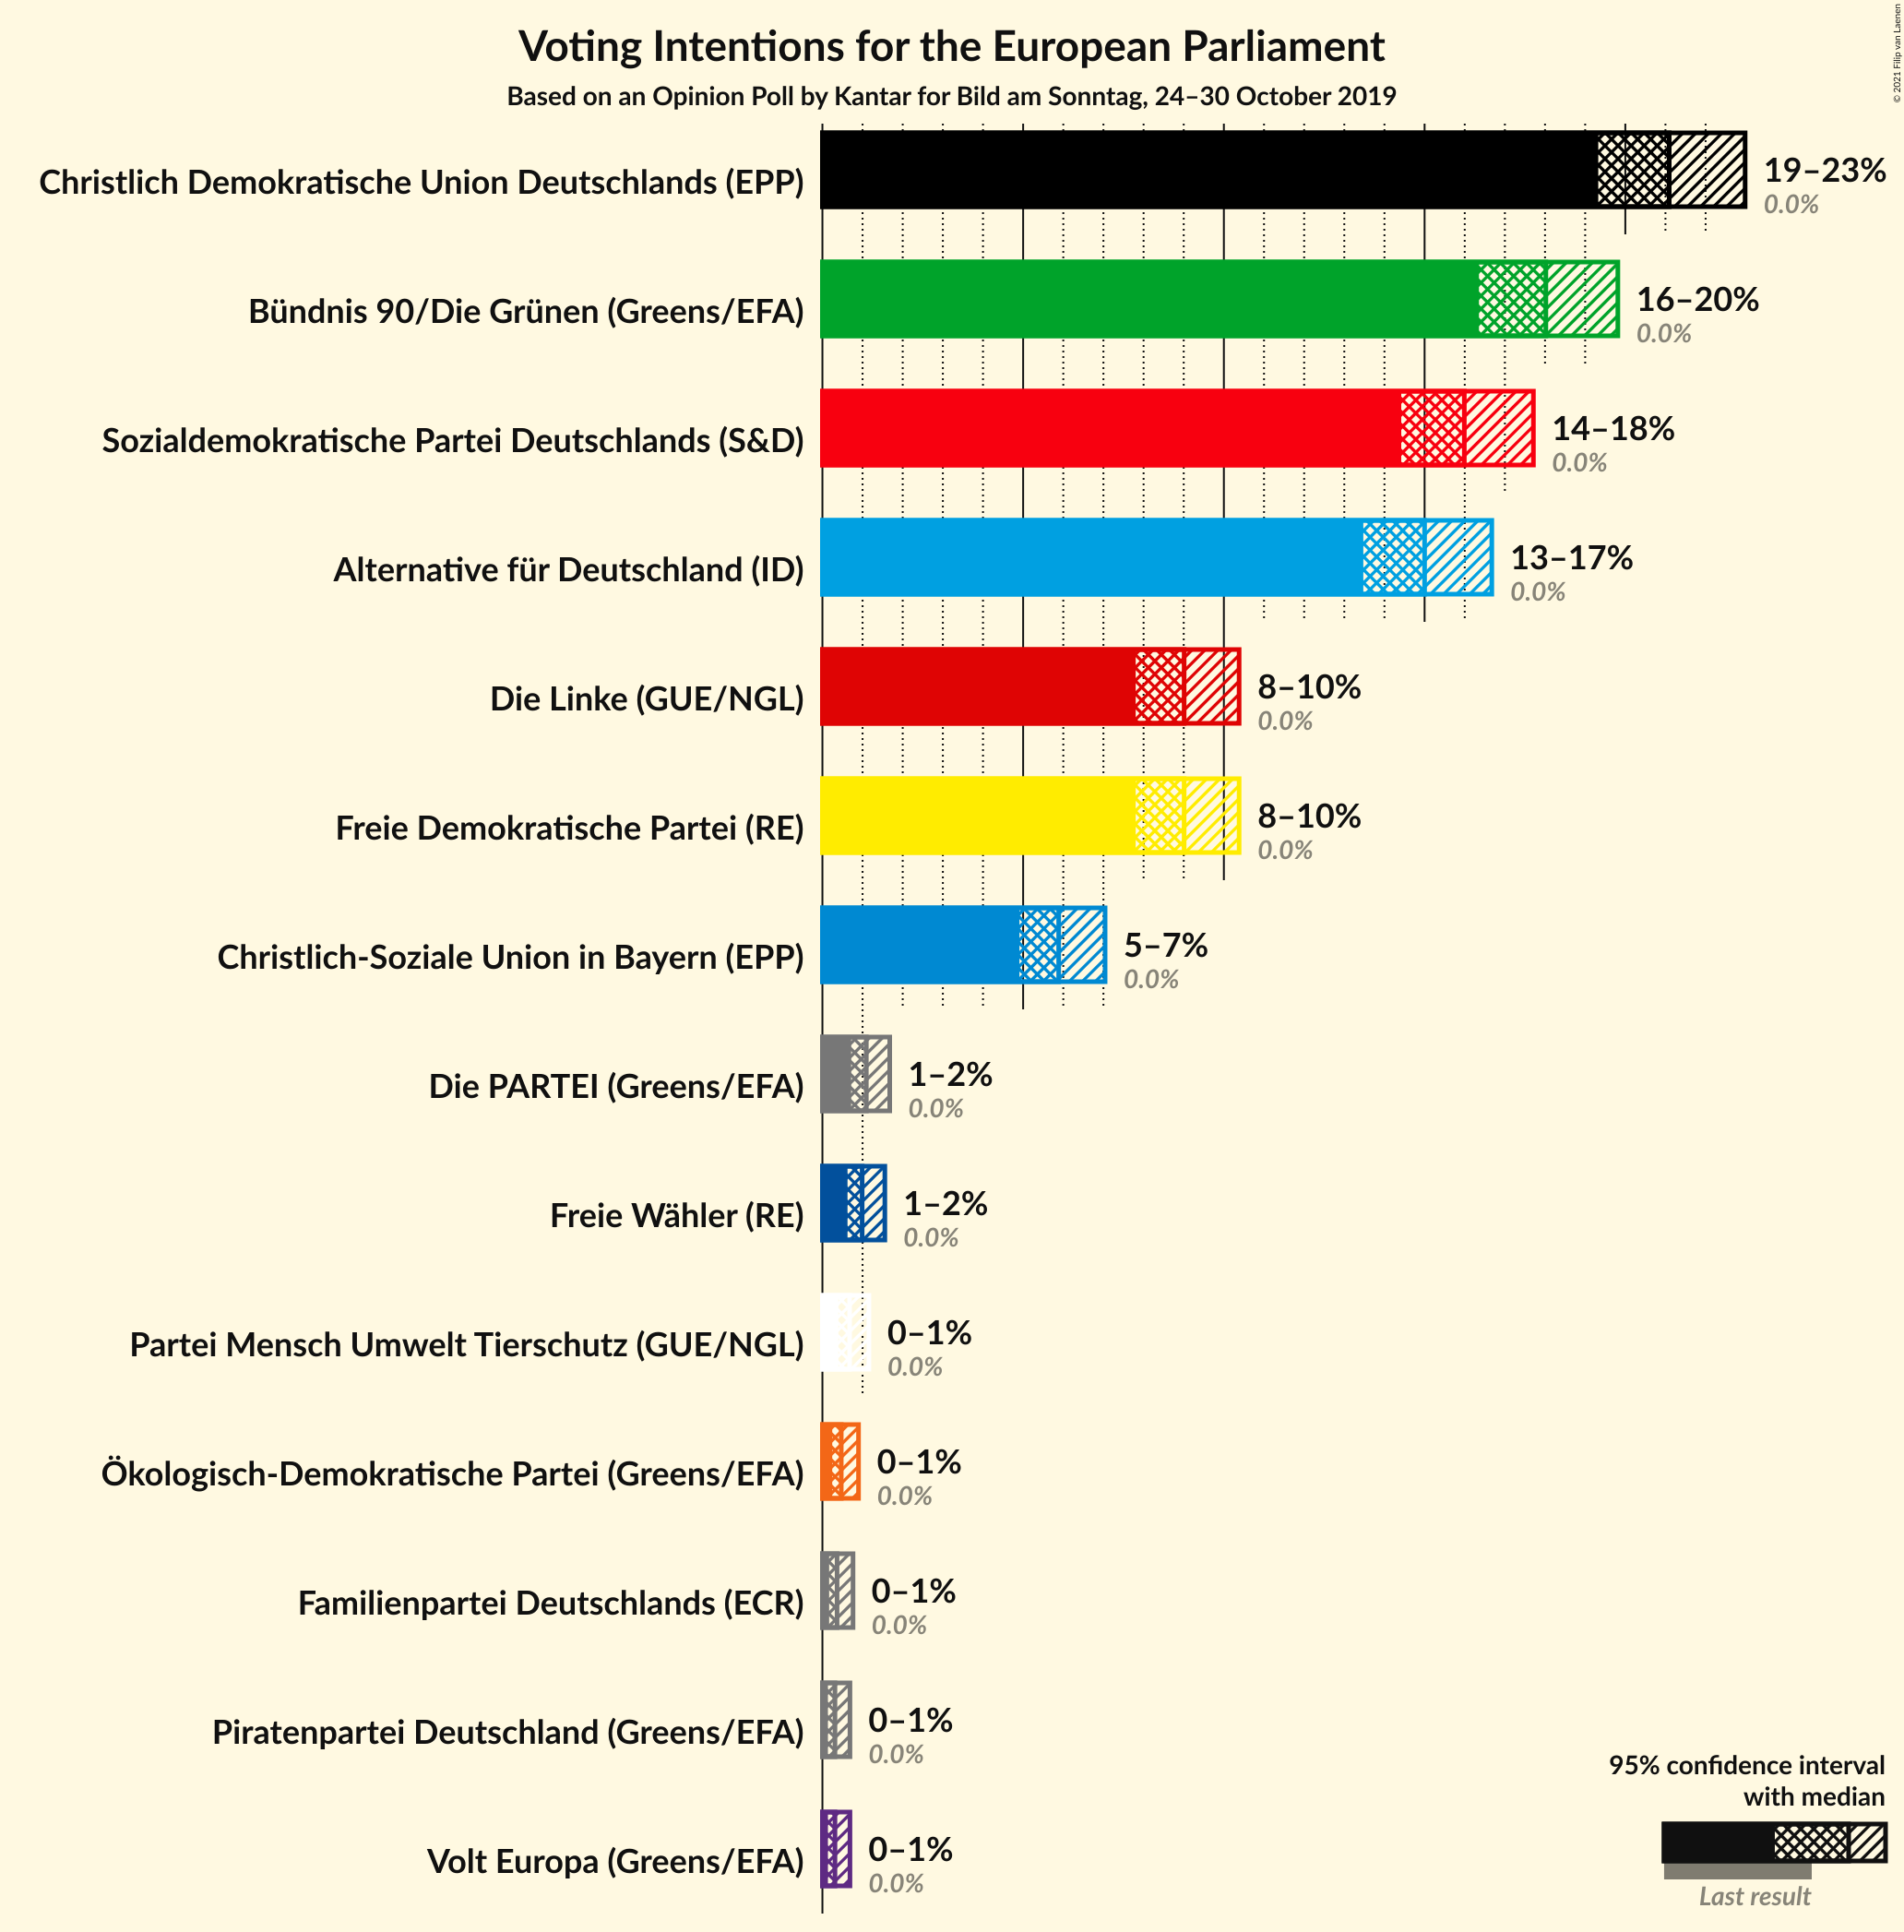 Voting Intentions for the European Parliament
Based on an Opinion Poll by Kantar for Bild am Sonntag, 24–30 October 2019
© 2021 Filip van Laenen
Christlich Demokratische Union Deutschlands (EPP)
19–23%
0.0%
Bündnis 90/Die Grünen (Greens/EFA)
16–20%
0.0%
Sozialdemokratische Partei Deutschlands (S&D)
14–18%
0.0%
Alternative für Deutschland (ID)
13–17%
0.0%
Die Linke (GUE/NGL)
8–10%
0.0%
Freie Demokratische Partei (RE)
8–10%
0.0%
Christlich-Soziale Union in Bayern (EPP)
5–7%
0.0%
Die PARTEI (Greens/EFA)
1–2%
0.0%
Freie Wähler (RE)
1–2%
0.0%
Partei Mensch Umwelt Tierschutz (GUE/NGL)
0–1%
0.0%
Ökologisch-Demokratische Partei (Greens/EFA)
0–1%
0.0%
Familienpartei Deutschlands (ECR)
0–1%
0.0%
Piratenpartei Deutschland (Greens/EFA)
0–1%
0.0%
Volt Europa (Greens/EFA)
0–1%
0.0%
95% confidence interval
with median
Last result